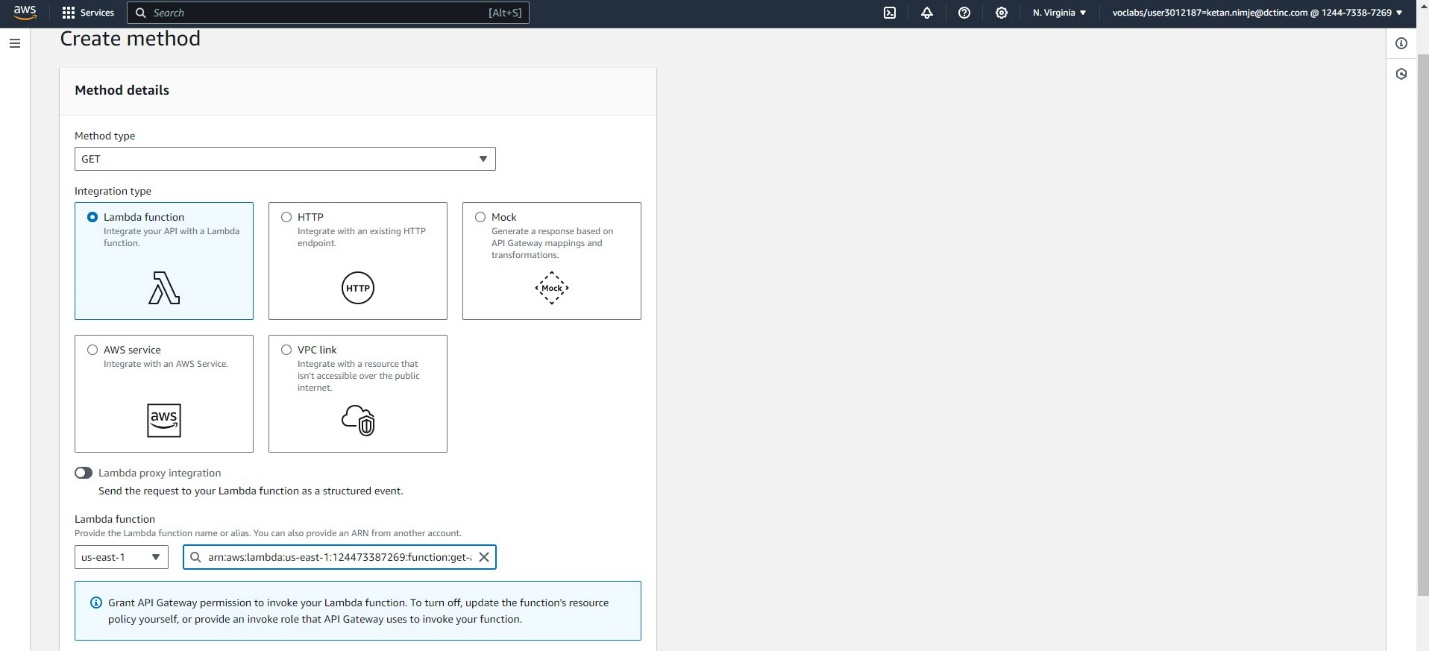 aws
Services
Search
[Alt+S]
N. Virginia
voclabs/user3012187=ketan.nimje@dctinc.com @ 1244-7338-7269
Create method
Method details
Method type
GET
Integration type
Lambda function
Integrate your API with a Lambda
function.
HTTP
Integrate with an existing HTTP
endpoint.
HTTP
Mock
Generate a response based on
API Gateway mappings and
transformations.
Mock
AWS service
Integrate with an AWS Service.
aws
VPC link
Integrate with a resource that
isn't accessible over the public
internet.
Lambda proxy integration
Send the request to your Lambda function as a structured event.
Lambda function
Provide the Lambda function name or alias. You can also provide an ARN from another account.
us-east-1
arn:aws:lambda:us-east-1:124473387269:function:get-
Grant API Gateway permission to invoke your Lambda function. To turn off, update the function's resource
policy yourself, or provide an invoke role that API Gateway uses to invoke your function.